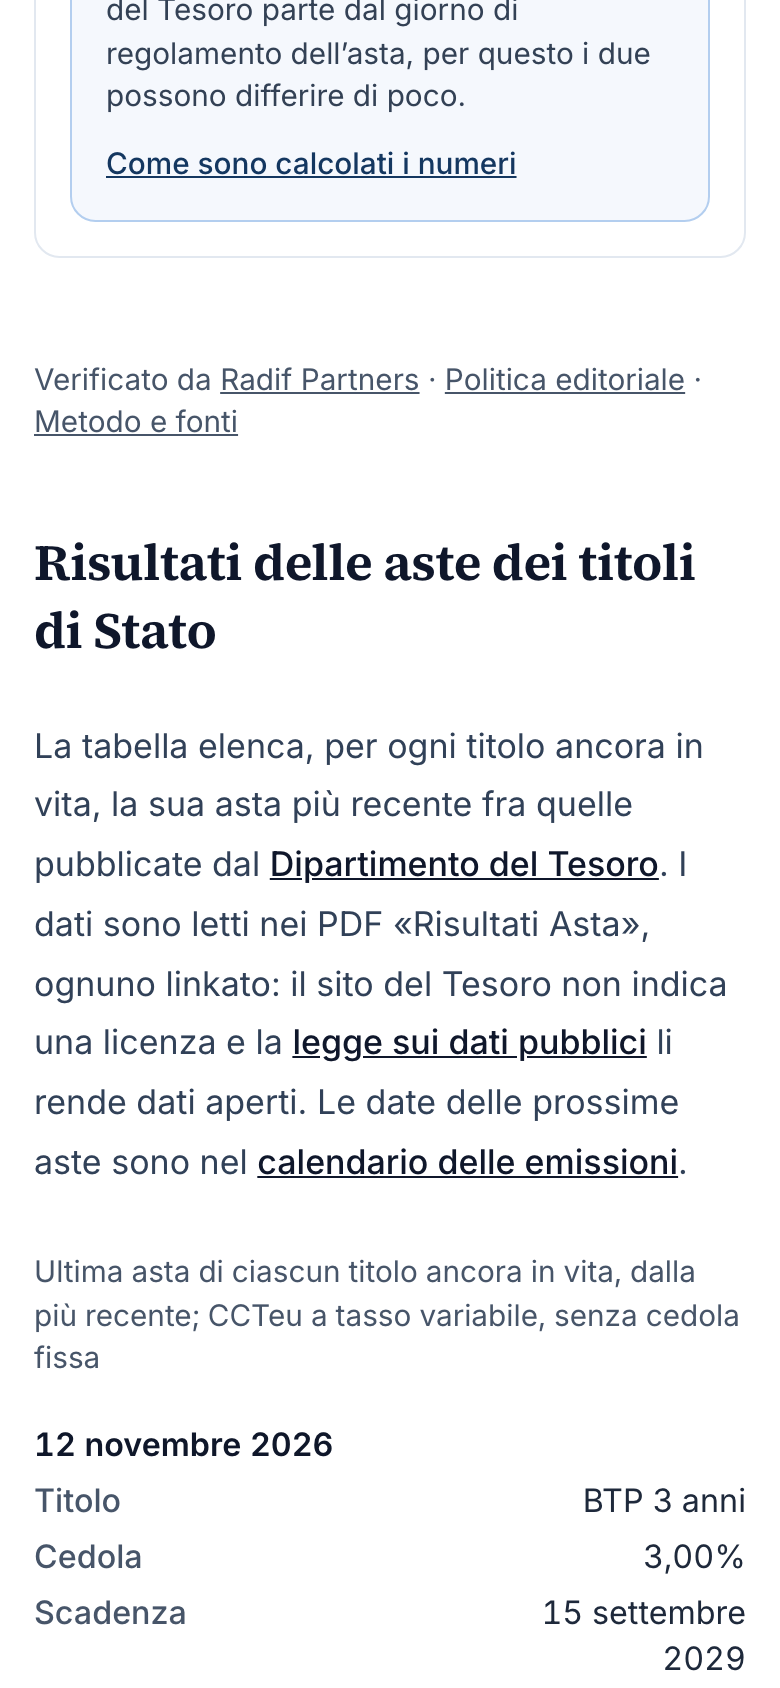 del Tesoro parte dal giorno di
regolamento dell’asta, per questo i due
possono differire di poco.
Come sono calcolati i numeri
Verificato da Radif Partners · Politica editoriale ·
Metodo e fonti
Risultati delle aste dei titoli
di Stato
La tabella elenca, per ogni titolo ancora in
vita, la sua asta più recente fra quelle
pubblicate dal Dipartimento del Tesoro. I
dati sono letti nei PDF «Risultati Asta»,
ognuno linkato: il sito del Tesoro non indica
una licenza e la legge sui dati pubblici li
rende dati aperti. Le date delle prossime
aste sono nel calendario delle emissioni.
Ultima asta di ciascun titolo ancora in vita, dalla
più recente; CCTeu a tasso variabile, senza cedola
fissa
12 novembre 2026
Titolo BTP 3 anni
Cedola 3,00%
Scadenza 15 settembre
2029